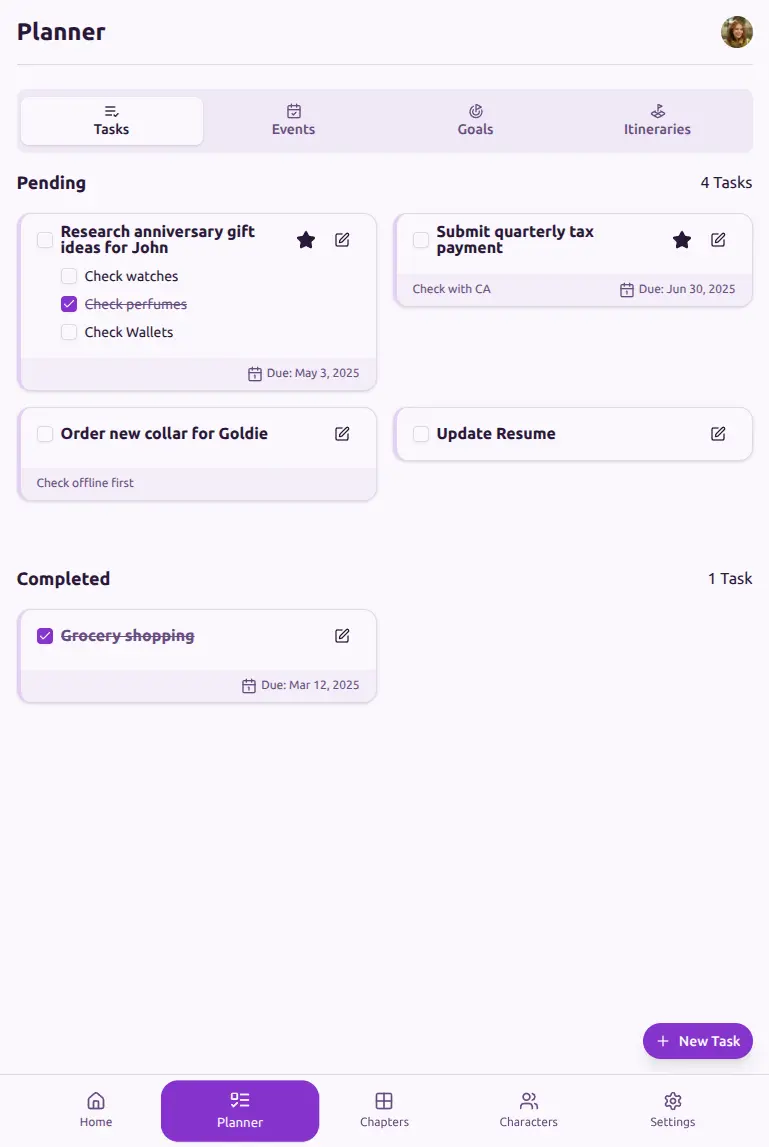 Planner
Tasks
Events
Goals
Itineraries
Pending
4 Tasks
Research anniversary gift
ideas for John
Check watches
Check perfumes
Check Wallets
Due: May 3, 2025
Submit quarterly tax
payment
Check with CA
Due: Jun 30, 2025
Order new collar for Goldie
Check offline first
Update Resume
Completed
1 Task
Grocery shopping
Due: Mar 12, 2025
New Task
Home
Planner
Chapters
Characters
Settings